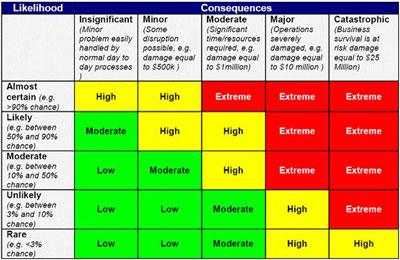 Likelihood
Consequences
Insignificant
(Minor
problem easily
handled by
normal day to
day processes
)
Minor
(Some
disruption
possible, e.g.
damage equal
to $500k )
Moderate
(Significant
time/resources
required, e.g.
damage equal
to $1million)
Major
(Operations
severely
damaged, e.g.
damage equal
to $10 million )
Catastrophic
(Business
survival is at
risk damage
equal to $25
Million)
Almost
certain (e.g.
>90% chance)
High
High
Extreme
Extreme
Extreme
Likely
(e.g. between
50% and 90%
chance)
Moderate
High
High
Extreme
Extreme
Moderate
(e.g. between
10% and 50%
chance)
Low
Moderate
High
Extreme
Extreme
Unlikely
(e.g. between
3% and 10%
chance)
Low
Low
Moderate
High
Extreme
Rare
(e.g. <3%
chance)
Low
Low
Moderate
High
High